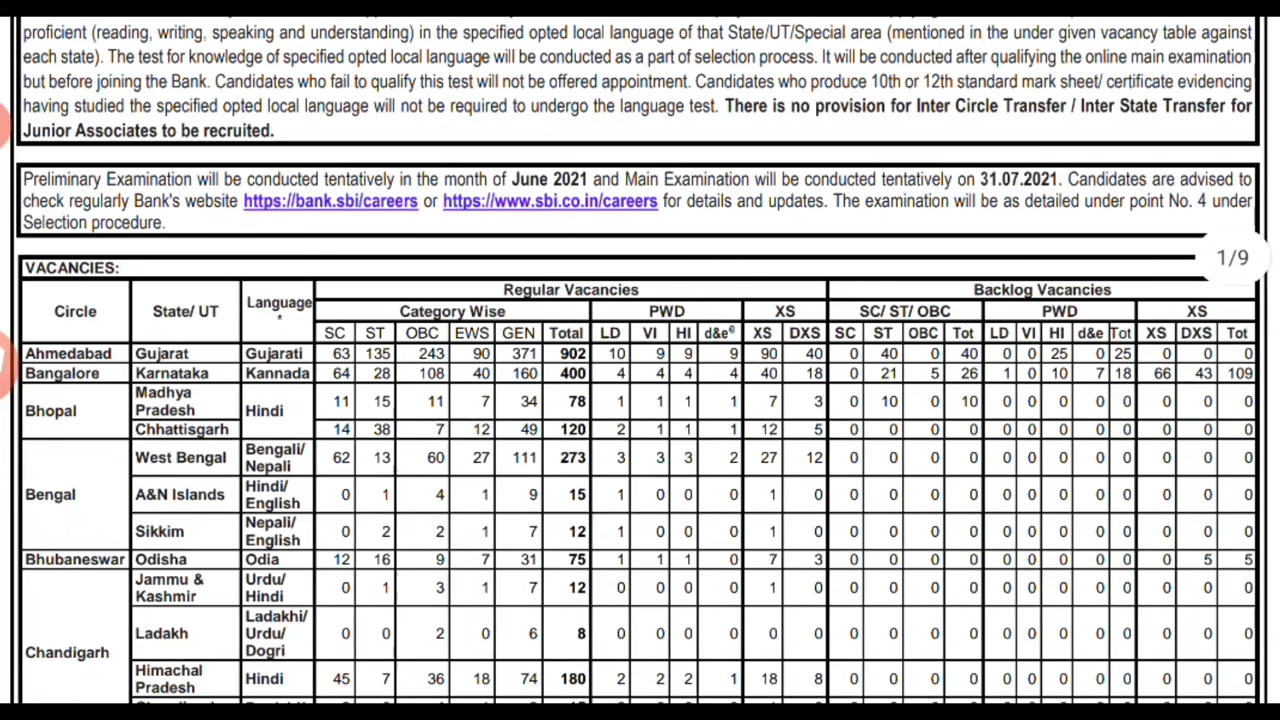 proficient (reading, writing, speaking and understanding) in the specified opted local language of that State/UT/Special area (mentioned in the under given vacancy table against
each state). The test for knowledge of specified opted local language will be conducted as a part of selection process. It will be conducted after qualifying the online main examination
but before joining the Bank. Candidates who fail to qualify this test will not be offered appointment. Candidates who produce 10th or 12th standard mark sheet/ certificate evidencing
having studied the specified opted local language will not be required to undergo the language test. There is no provision for Inter Circle Transfer / Inter State Transfer for
Junior Associates to be recruited.
Preliminary Examination will be conducted tentatively in the month of June 2021 and Main Examination will be conducted tentatively on 31.07.2021. Candidates are advised to
check regularly Bank's website https://bank.sbi/careers or https://www.sbi.co.in/careers for details and updates. The examination will be as detailed under point No. 4 under
Selection procedure.
1/9
VACANCIES:
Circle State/ UT Language * Regular Vacancies Backlog Vacancies
Category Wise PWD XS SC/ ST/ OBC PWD XS
SC ST OBC EWS GEN Total LD VI HI d&e@ XS DXS SC ST OBC Tot LD VI HI d&e Tot XS DXS Tot
Ahmedabad Gujarat Gujarati 63 135 243 90 371 902 10 9 9 9 90 40 0 40 0 40 0 0 25 0 25 0 0 0
Bangalore Karnataka Kannada 64 28 108 40 160 400 4 4 4 4 40 18 0 21 5 26 1 0 10 7 18 66 43 109
Bhopal Madhya Pradesh Hindi 11 15 11 7 34 78 1 1 1 1 7 3 0 10 0 10 0 0 0 0 0 0 0 0
Chhattisgarh 14 38 7 12 49 120 2 1 1 1 12 5 0 0 0 0 0 0 0 0 0 0 0 0
Bengal West Bengal Bengali/ Nepali 62 13 60 27 111 273 3 3 3 2 27 12 0 0 0 0 0 0 0 0 0 0 0 0
A&N Islands Hindi/ English 0 1 4 1 9 15 1 0 0 0 1 0 0 0 0 0 0 0 0 0 0 0 0 0
Sikkim Nepali/ English 0 2 2 1 7 12 1 0 0 0 1 0 0 0 0 0 0 0 0 0 0 0 0 0
Bhubaneswar Odisha Odia 12 16 9 7 31 75 1 1 1 0 7 3 0 0 0 0 0 0 0 0 0 0 5 5
Chandigarh Jammu & Kashmir Urdu/ Hindi 0 1 3 1 7 12 0 0 0 0 1 0 0 0 0 0 0 0 0 0 0 0 0 0
Ladakh Ladakhi/ Urdu/ Dogri 0 0 2 0 6 8 0 0 0 0 0 0 0 0 0 0 0 0 0 0 0 0 0 0
Himachal Pradesh Hindi 45 7 36 18 74 180 2 2 2 1 18 8 0 0 0 0 0 0 0 0 0 0 0 0